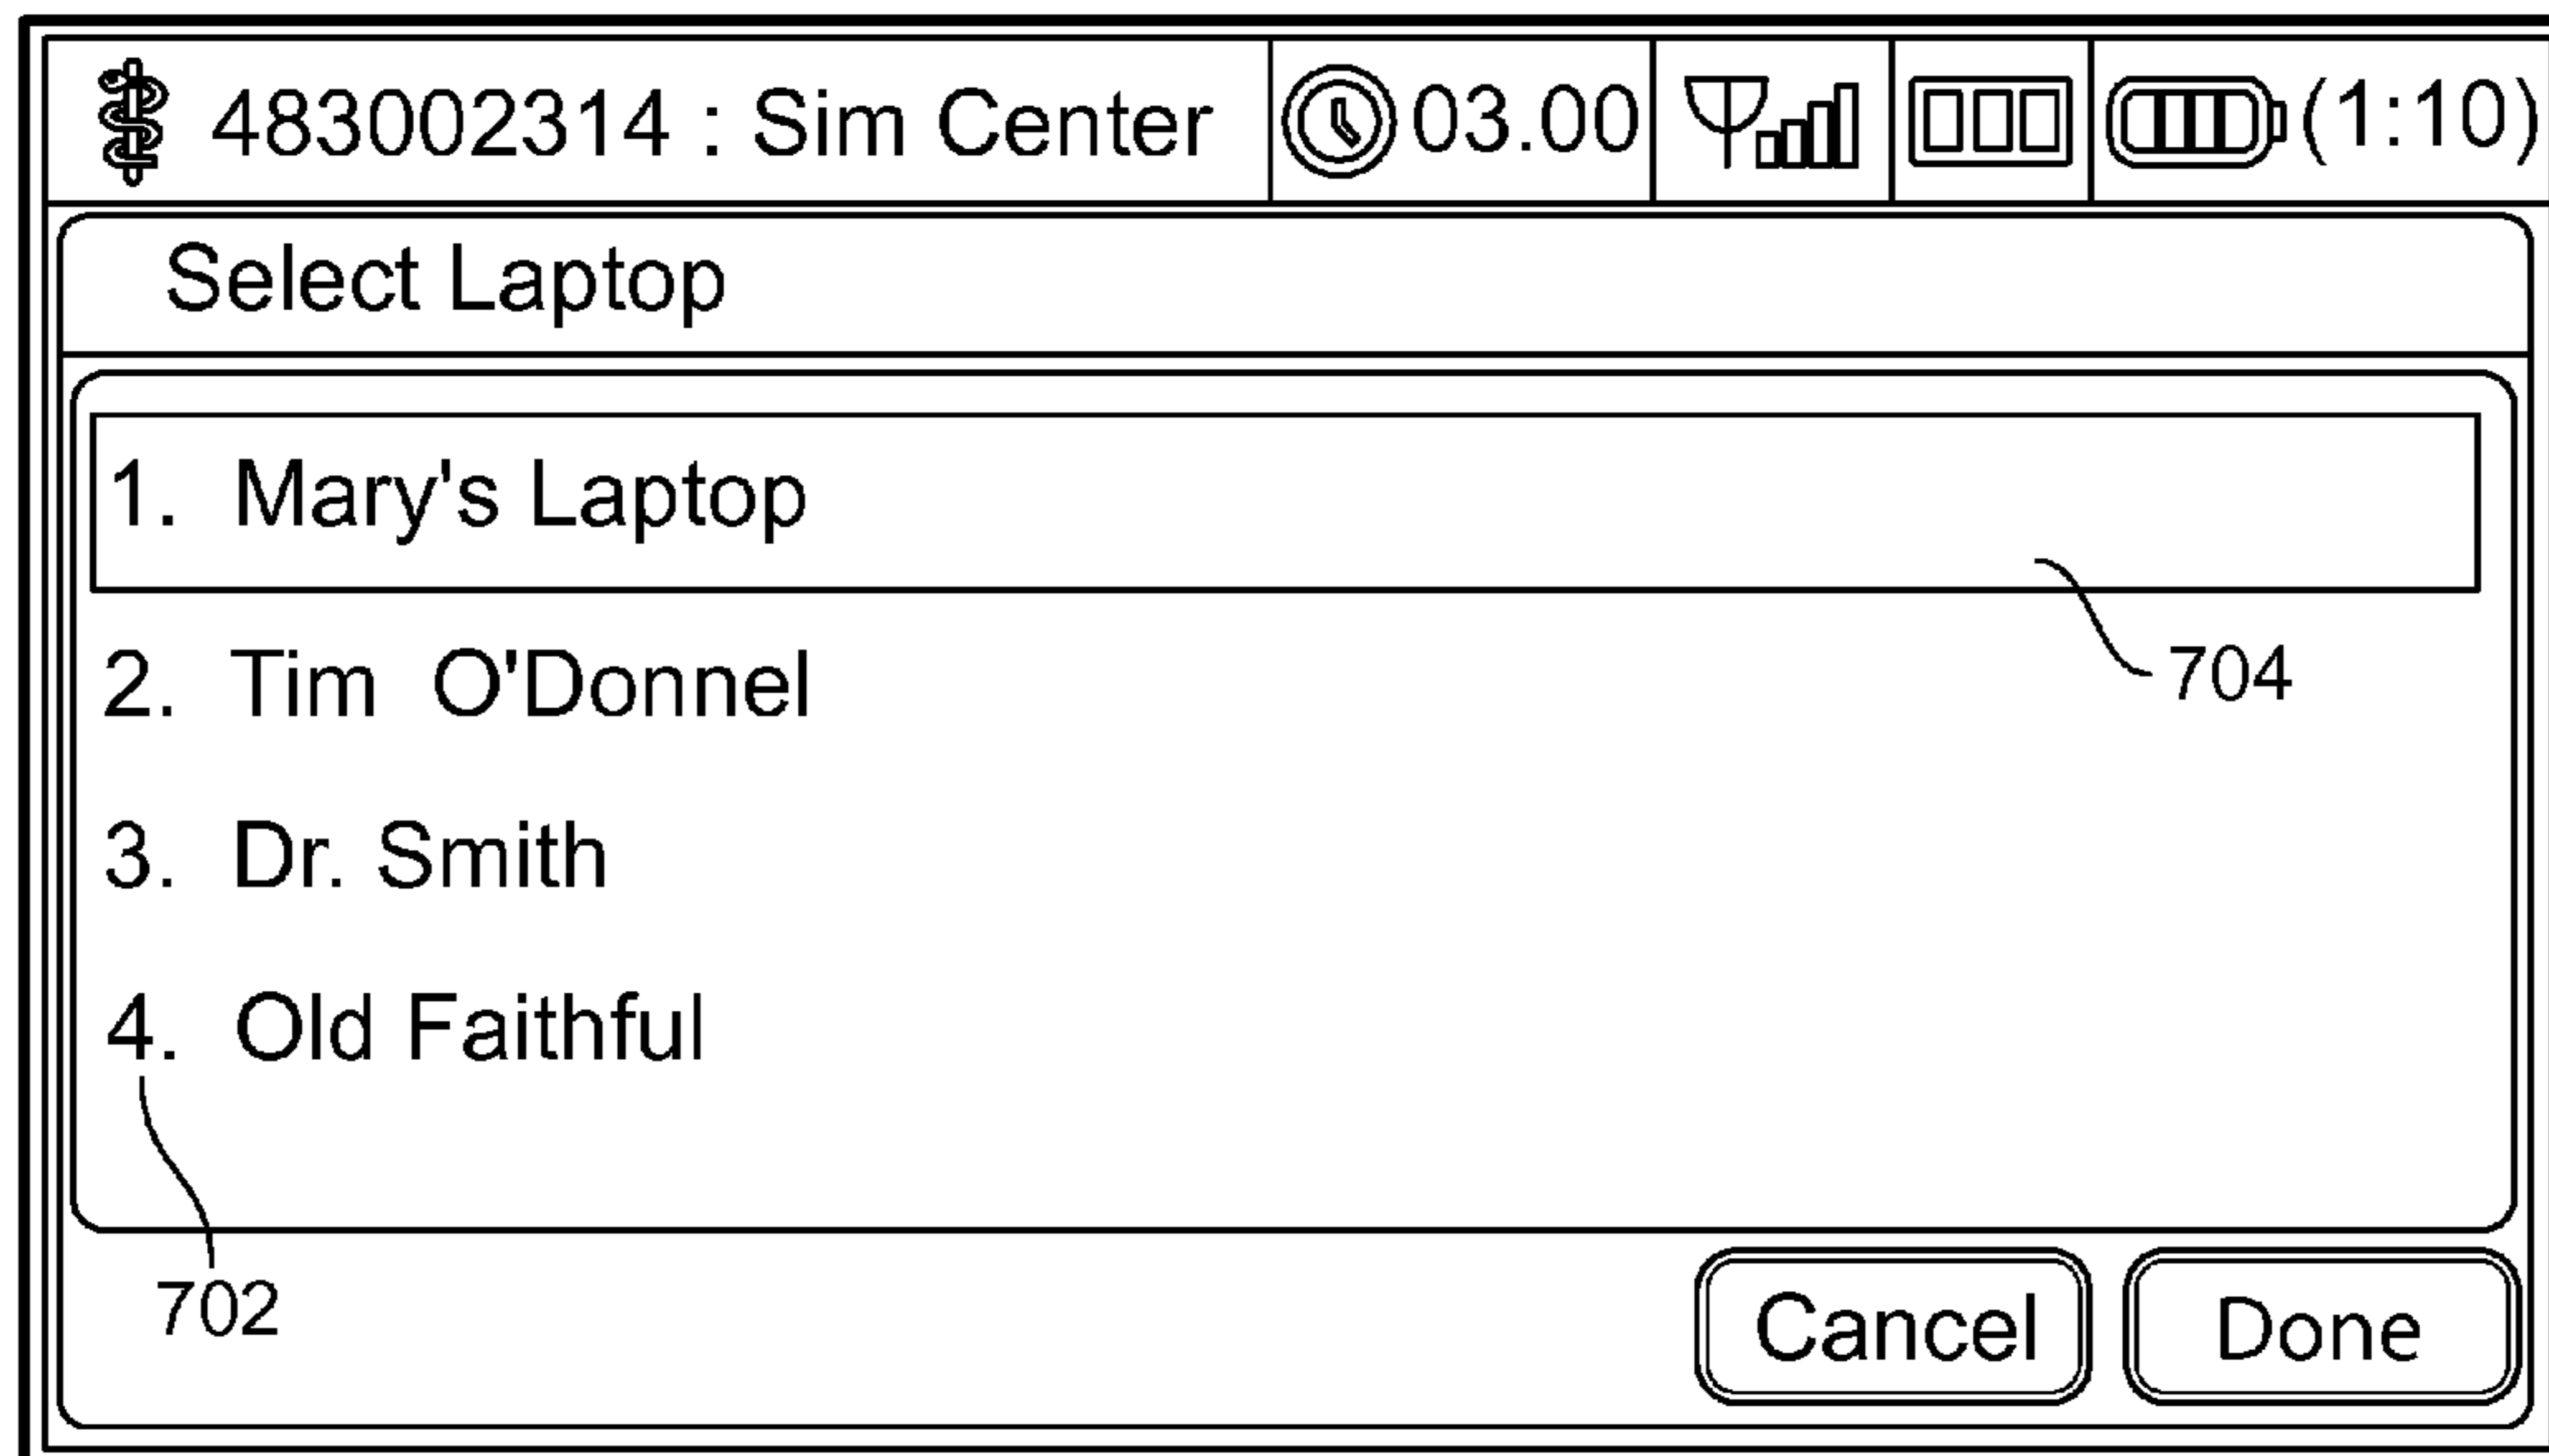 483002314 : Sim Center 03.00 (1:10)
Select Laptop
1. Mary's Laptop
2. Tim O'Donnel
704
3. Dr. Smith
4. Old Faithful
702
Cancel Done